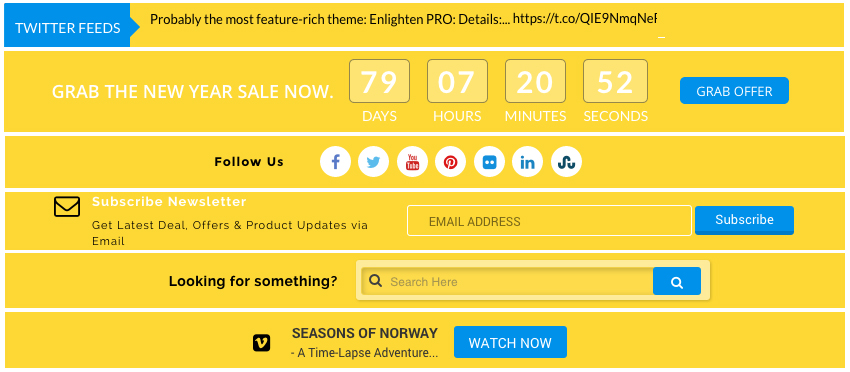 TWITTER FEEDS
Probably the most feature-rich theme: Enlighten PRO: Details:... https://t.co/QIE9NmqNeF
GRAB THE NEW YEAR SALE NOW.
79 07 20 52
DAYS HOURS MINUTES SECONDS
GRAB OFFER
Follow Us
You Tube
Subscribe Newsletter
Get Latest Deal, Offers & Product Updates via
Email
EMAIL ADDRESS
Subscribe
Looking for something?
Search Here
SEASONS OF NORWAY
- A Time-Lapse Adventure...
WATCH NOW